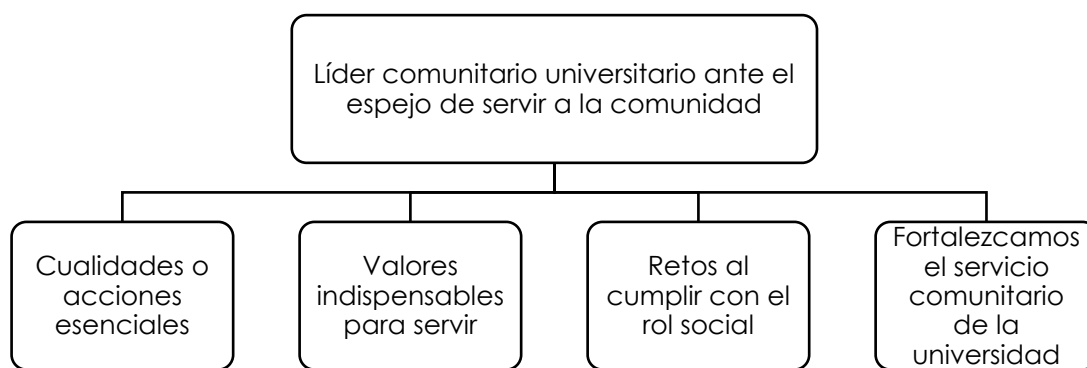 Líder comunitario universitario ante el
espejo de servir a la comunidad
Cualidades o
acciones
esenciales
Valores
indispensables
para servir
Retos al
cumplir con el
rol social
Fortalezcamos
el servicio
comunitario
de la
universidad